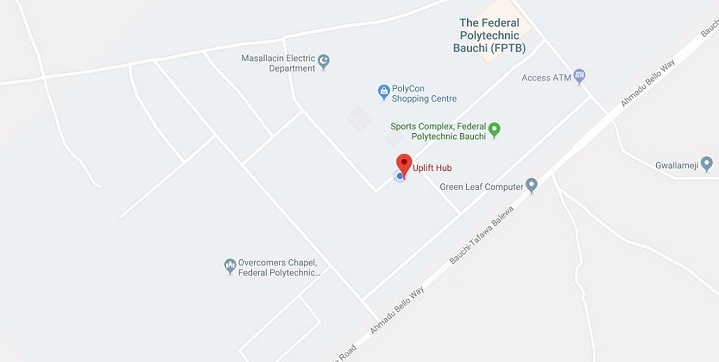 The Federal
Polytechnic
Bauchi (FPTB)
Bauchi
Masallacin Electric
Department
Access ATM
Ahmadu Bello Way
PolyCon
Shopping Centre
Sports Complex, Federal
Polytechnic Bauchi
Uplift Hub
Gwallameji
Green Leaf Computer
Bauchi-Tafawa Balewa
Overcomers Chapel,
Federal Polytechnic...
Ahmadu Bello Way
Road